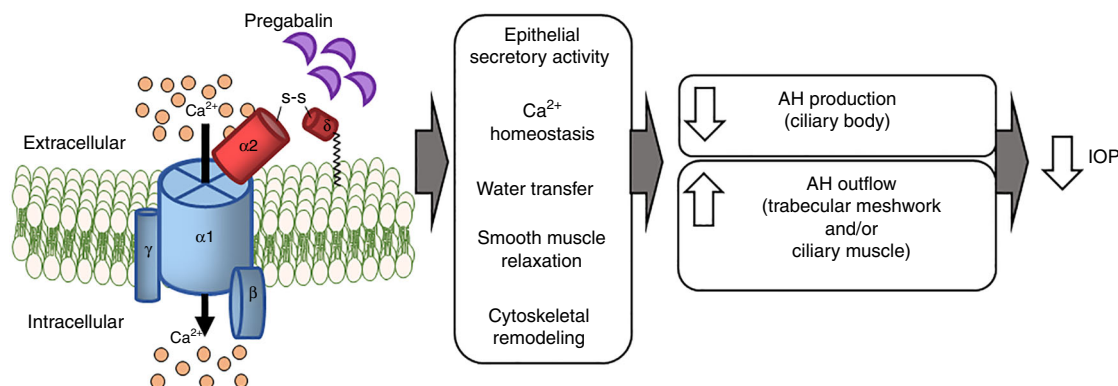 Pregabalin
Ca²⁺
s-s
δ
α2
Extracellular
α1
γ
β
Intracellular
Ca²⁺
Epithelial
secretory activity
Ca²⁺
homeostasis
Water transfer
Smooth muscle
relaxation
Cytoskeletal
remodeling
AH production
(ciliary body)
AH outflow
(trabecular meshwork
and/or
ciliary muscle)
IOP